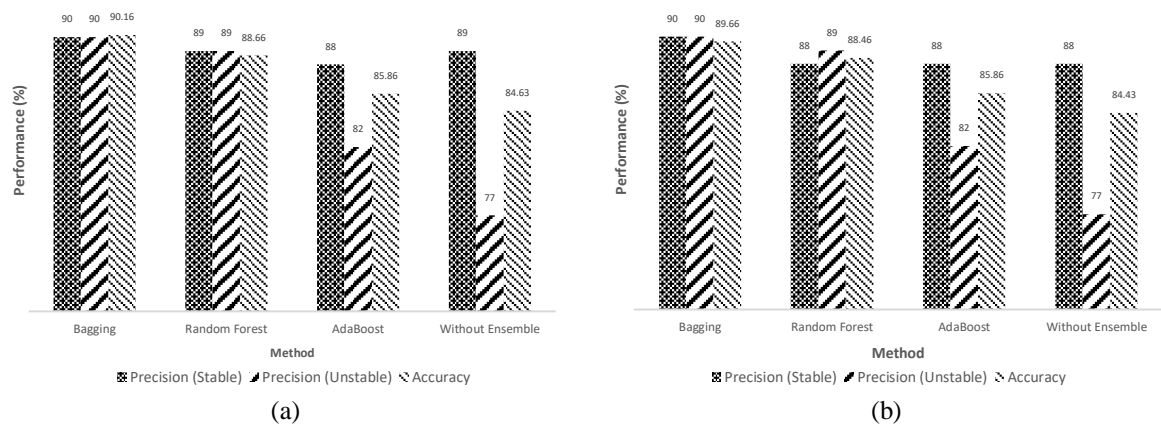 90 90 90.16 89 89 88.66 88 82 85.86 89 77 84.63
Performance (%)
Bagging Random Forest AdaBoost Without Ensemble
Method
Precision (Stable) Precision (Unstable) Accuracy
(a)
90 90 89.66 88 89 88.46 88 82 85.86 88 77 84.43
Performance (%)
Bagging Random Forest AdaBoost Without Ensemble
Method
Precision (Stable) Precision (Unstable) Accuracy
(b)